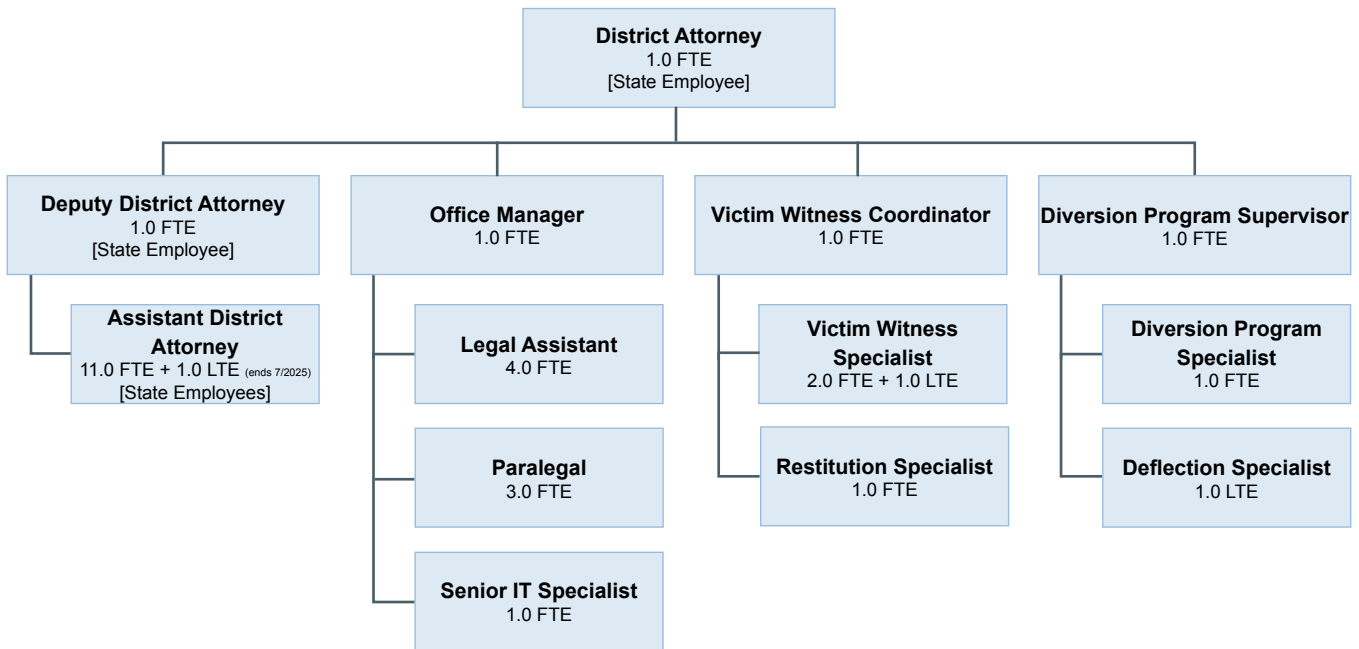 District Attorney
1.0 FTE
[State Employee]
Deputy District Attorney
1.0 FTE
[State Employee]
Assistant District
Attorney
11.0 FTE + 1.0 LTE (ends 7/2025)
[State Employees]
Office Manager
1.0 FTE
Legal Assistant
4.0 FTE
Paralegal
3.0 FTE
Senior IT Specialist
1.0 FTE
Victim Witness Coordinator
1.0 FTE
Victim Witness
Specialist
2.0 FTE + 1.0 LTE
Restitution Specialist
1.0 FTE
Diversion Program Supervisor
1.0 FTE
Diversion Program
Specialist
1.0 FTE
Deflection Specialist
1.0 LTE